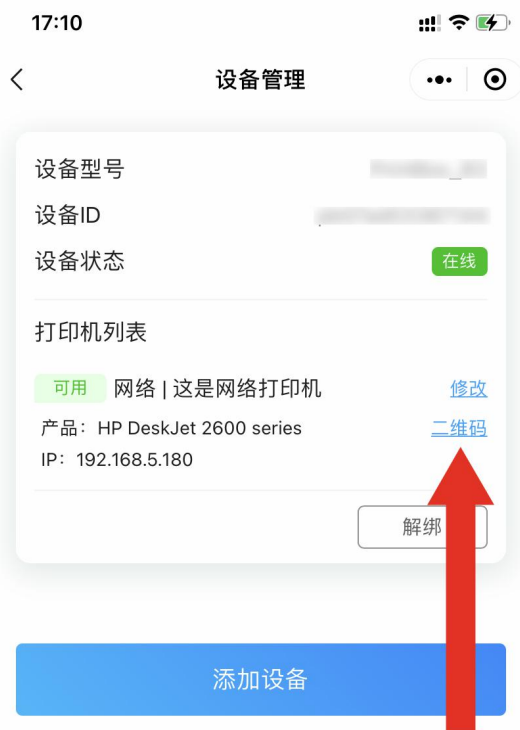 17:10
设备管理
设备型号
设备ID
设备状态 在线
打印机列表
可用 网络 | 这是网络打印机 修改
产品：HP DeskJet 2600 series 二维码
IP：192.168.5.180
解绑
添加设备